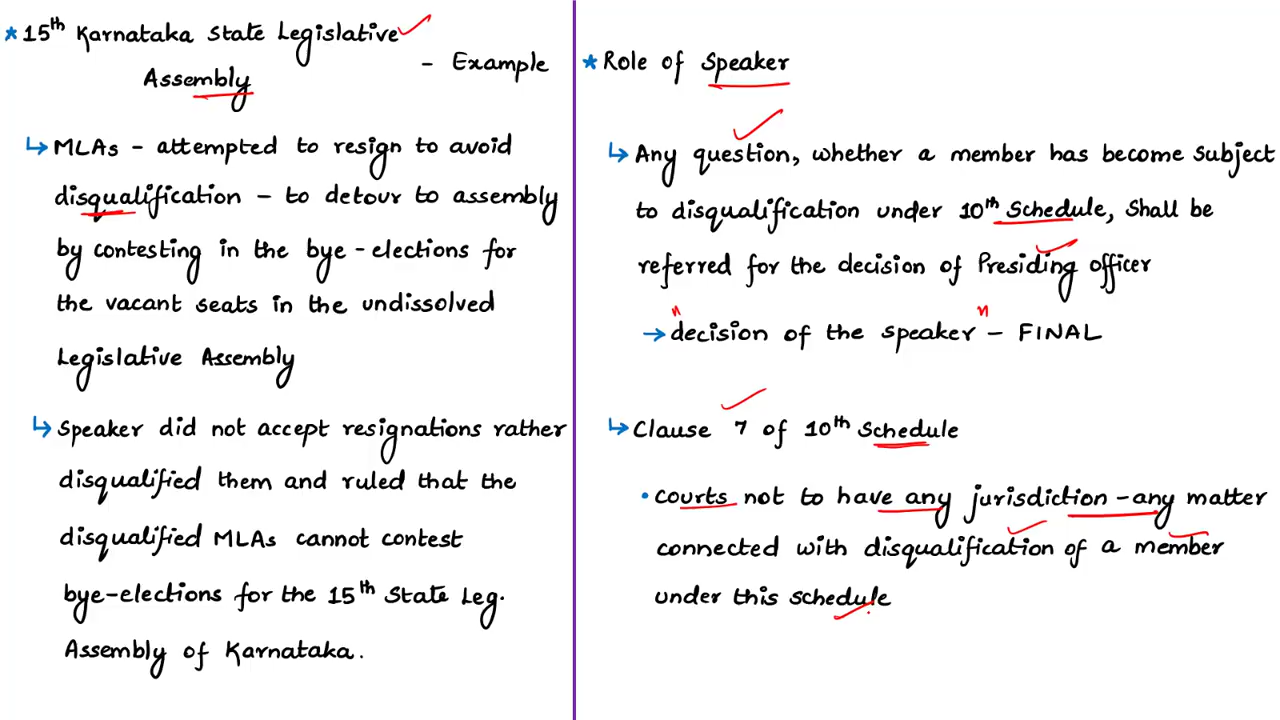 * 15th Karnataka State Legislative
Assembly - Example
↳ MLAs - attempted to resign to avoid
disqualification - to detour to assembly
by contesting in the bye-elections for
the vacant seats in the undissolved
Legislative Assembly
↳ Speaker did not accept resignations rather
disqualified them and ruled that the
disqualified MLAs cannot contest
bye-elections for the 15th State Leg.
Assembly of Karnataka.
* Role of Speaker
↳ Any question, whether a member has become subject
to disqualification under 10th Schedule, shall be
referred for the decision of Presiding officer
→ "decision of the speaker" - FINAL
↳ Clause 7 of 10th Schedule
• courts not to have any jurisdiction - any matter
connected with disqualification of a member
under this schedule